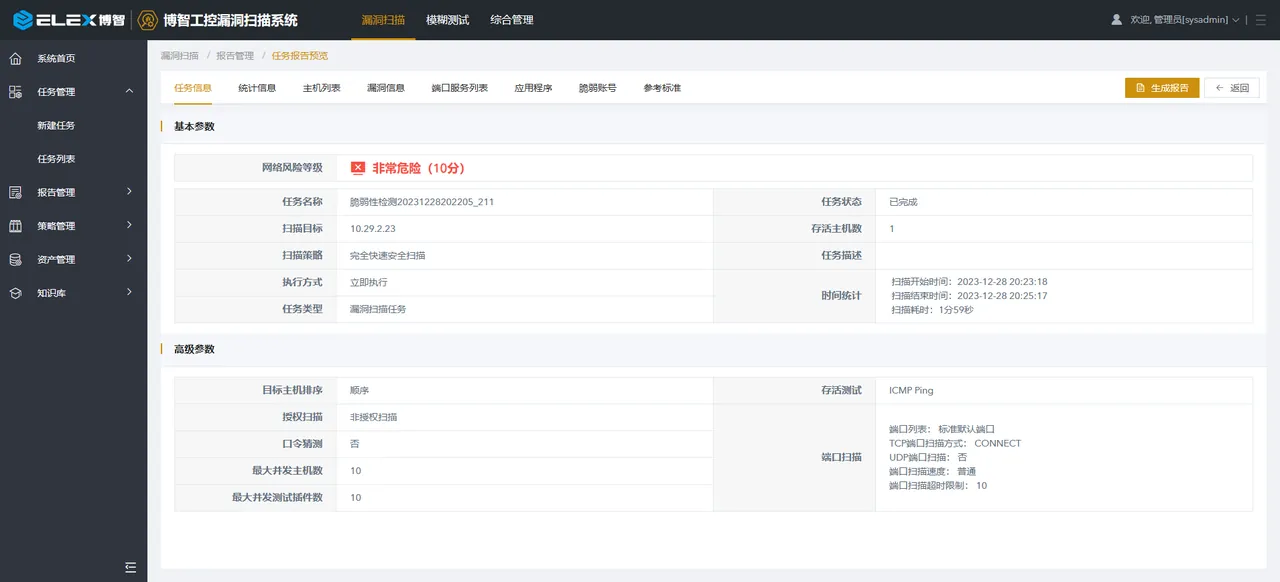 ELEX博智 博智工控漏洞扫描系统 漏洞扫描 模糊测试 综合管理 欢迎, 管理员[sysadmin]
系统首页
任务管理
新建任务
任务列表
报告管理
策略管理
资产管理
知识库
漏洞扫描 / 报告管理 / 任务报告预览
任务信息 统计信息 主机列表 漏洞信息 端口服务列表 应用程序 脆弱账号 参考标准 生成报告 返回
基本参数
网络风险等级 非常危险（10分）
任务名称 脆弱性检测20231228202205_211 任务状态 已完成
扫描目标 10.29.2.23 存活主机数 1
扫描策略 完全快速安全扫描 任务描述
执行方式 立即执行
任务类型 漏洞扫描任务
时间统计
扫描开始时间：2023-12-28 20:23:18
扫描结束时间：2023-12-28 20:25:17
扫描耗时：1分59秒
高级参数
目标主机排序 顺序 存活测试 ICMP Ping
授权扫描 非授权扫描
口令猜测 否
最大并发主机数 10
最大并发测试插件数 10
端口扫描
端口列表： 标准默认端口
TCP端口扫描方式： CONNECT
UDP端口扫描： 否
端口扫描速度： 普通
端口扫描超时限制： 10